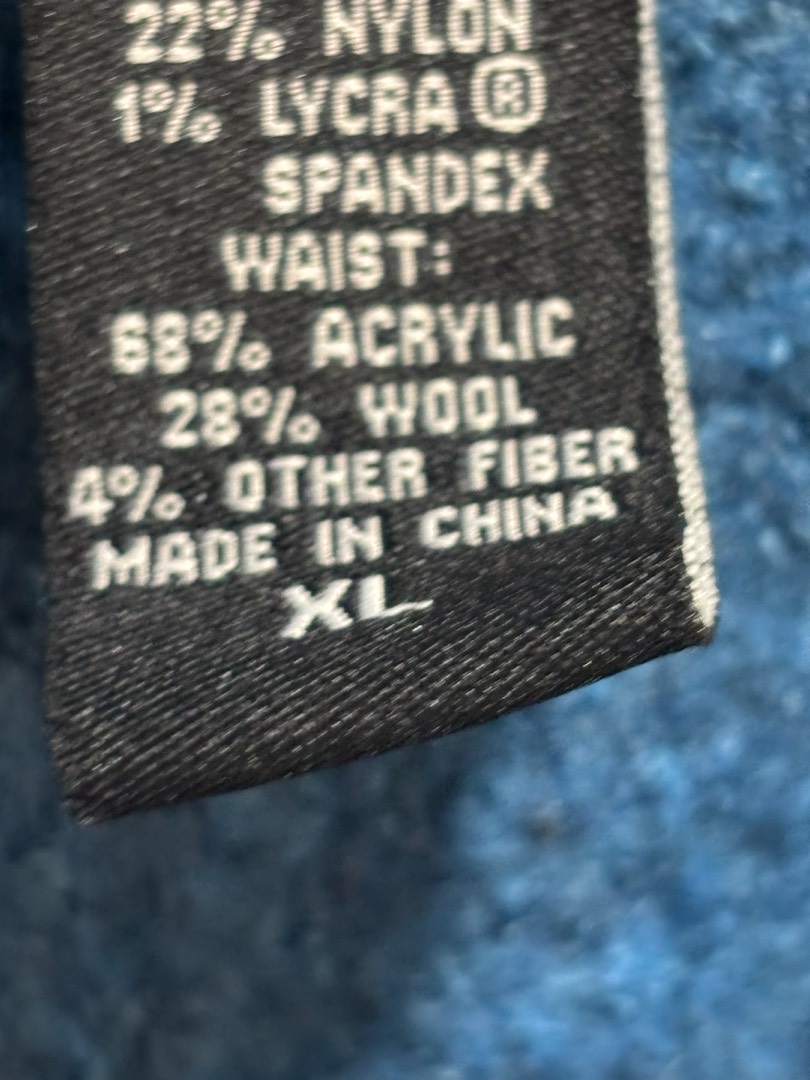 22% NYLON
1% LYCRA®
SPANDEX
WAIST:
68% ACRYLIC
28% WOOL
4% OTHER FIBER
MADE IN CHINA
XL